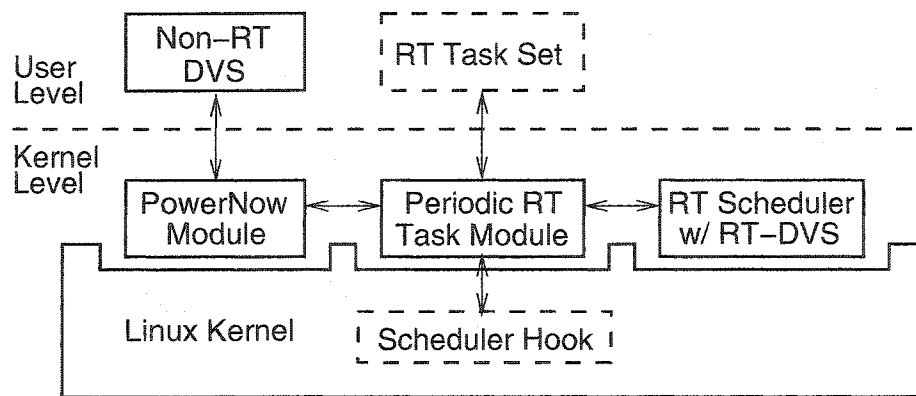 Non–RT
DVS
RT Task Set
User
Level
Kernel
Level
PowerNow
Module
Periodic RT
Task Module
RT Scheduler
w/ RT–DVS
Linux Kernel
Scheduler Hook